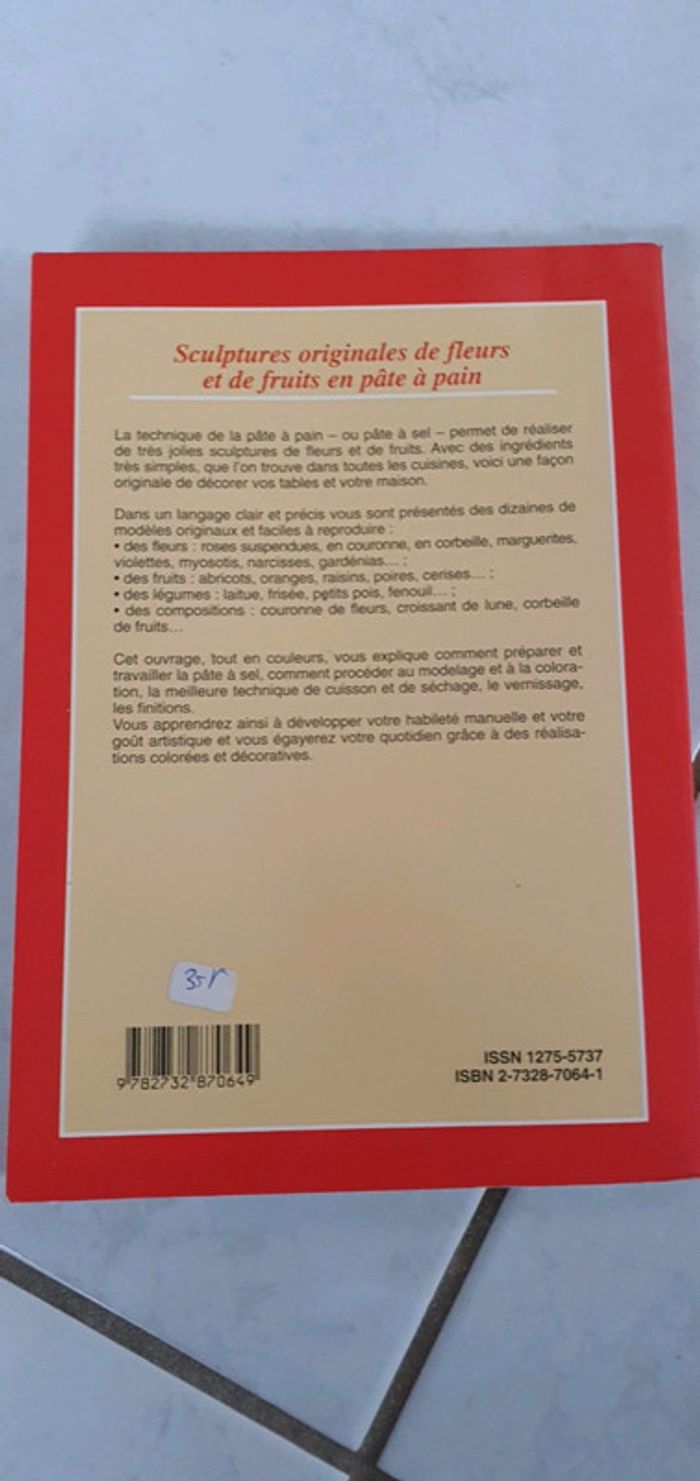 Sculptures originales de fleurs
et de fruits en pâte à pain
La technique de la pâte à pain – ou pâte à sel – permet de réaliser
de très jolies sculptures de fleurs et de fruits. Avec des ingrédients
très simples, que l'on trouve dans toutes les cuisines, voici une façon
originale de décorer vos tables et votre maison.
Dans un langage clair et précis vous sont présentés des dizaines de
modèles originaux et faciles à reproduire :
• des fleurs : roses suspendues, en couronne, en corbeille, marguerites,
violettes, myosotis, narcisses, gardénias... ;
• des fruits : abricots, oranges, raisins, poires, cerises... ;
• des légumes : laitue, frisée, petits pois, fenouil... ;
• des compositions : couronne de fleurs, croissant de lune, corbeille
de fruits...
Cet ouvrage, tout en couleurs, vous explique comment préparer et
travailler la pâte à sel, comment procéder au modelage et à la colora-
tion, la meilleure technique de cuisson et de séchage, le vernissage,
les finitions.
Vous apprendrez ainsi à développer votre habileté manuelle et votre
goût artistique et vous égayerez votre quotidien grâce à des réalisa-
tions colorées et décoratives.
9 782732 870649
ISSN 1275-5737
ISBN 2-7328-7064-1